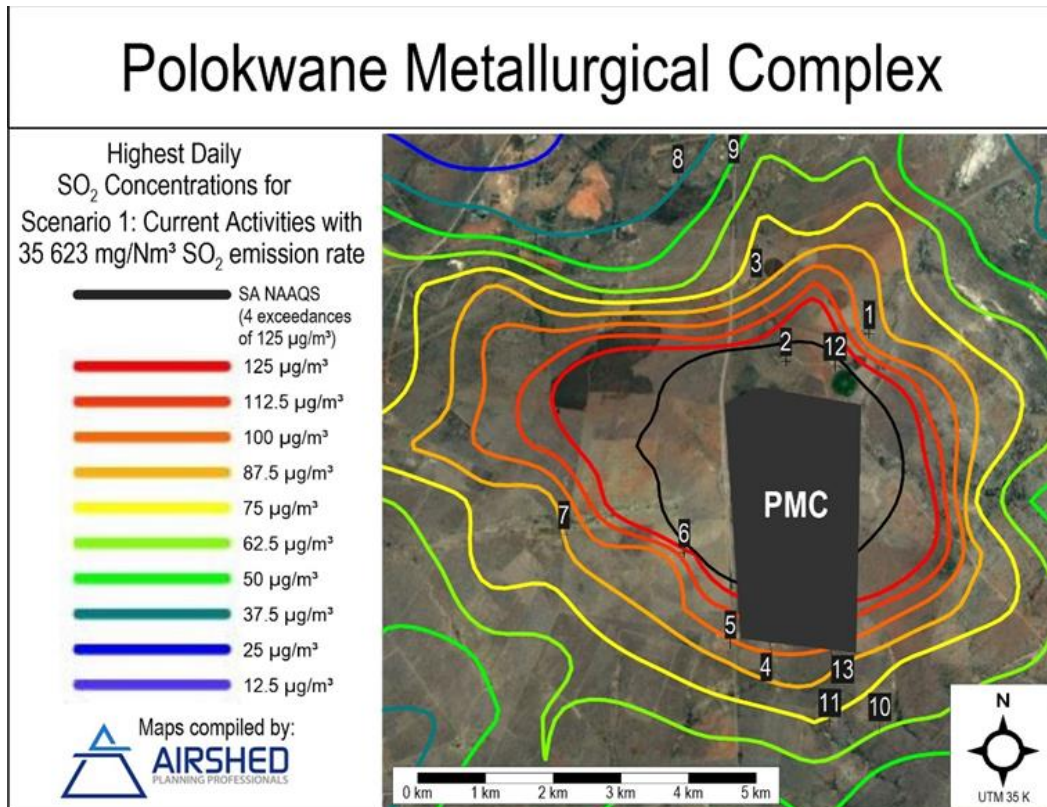 Polokwane Metallurgical Complex
Highest Daily
SO₂ Concentrations for
Scenario 1: Current Activities with
35 623 mg/Nm³ SO₂ emission rate
SA NAAQS
(4 exceedances
of 125 µg/m³)
125 µg/m³
112.5 µg/m³
100 µg/m³
87.5 µg/m³
75 µg/m³
62.5 µg/m³
50 µg/m³
37.5 µg/m³
25 µg/m³
12.5 µg/m³
Maps compiled by:
AIRSHED
PLANNING PROFESSIONALS
8
9
3
1
2
12
7
6
PMC
5
4
13
11
10
0 km 1 km 2 km 3 km 4 km 5 km
N
UTM 35 K